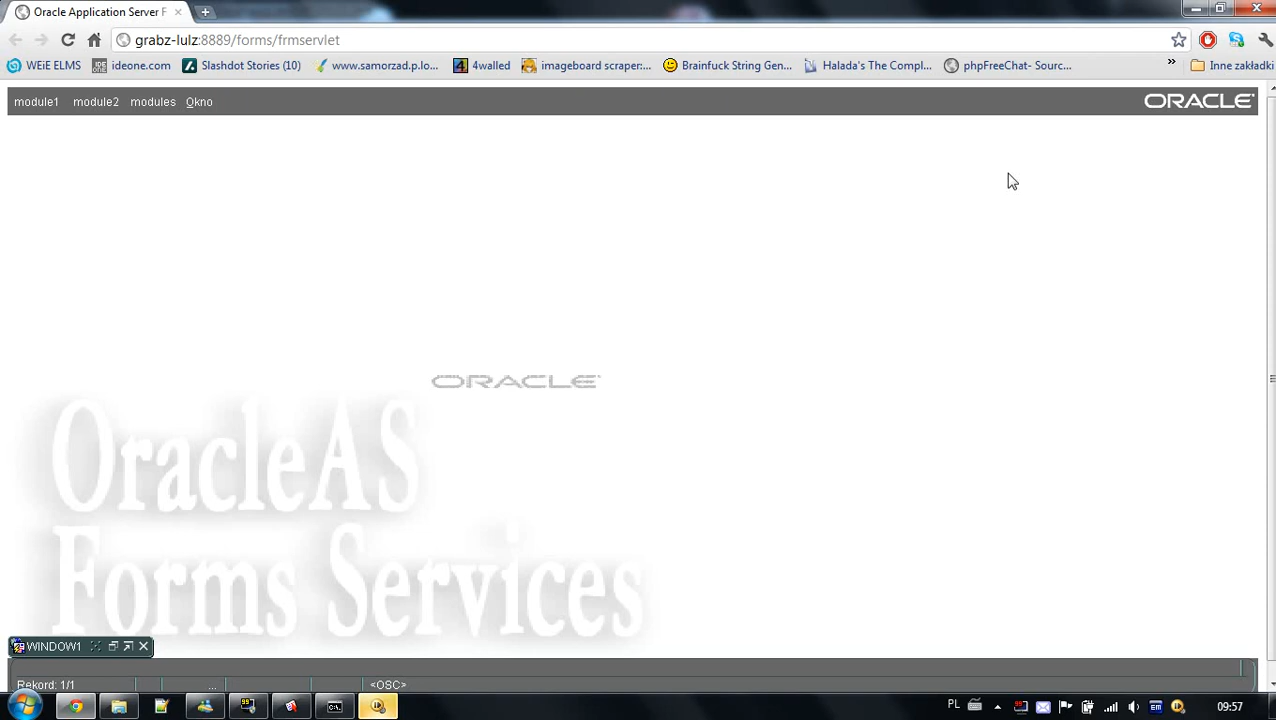 Oracle Application Server F
grabz-lulz:8889/forms/frmservlet
WEiE ELMS ideone.com Slashdot Stories (10) www.samorzad.p.lo... 4walled imageboard scraper:... Brainfuck String Gen... Halada's The Compl... phpFreeChat- Sourc... » Inne zakładki
module1 module2 modules Okno ORACLE
ORACLE
OracleAS
Forms Services
WINDOW1
Rekord: 1/1 ... <OSC>
PL 09:57